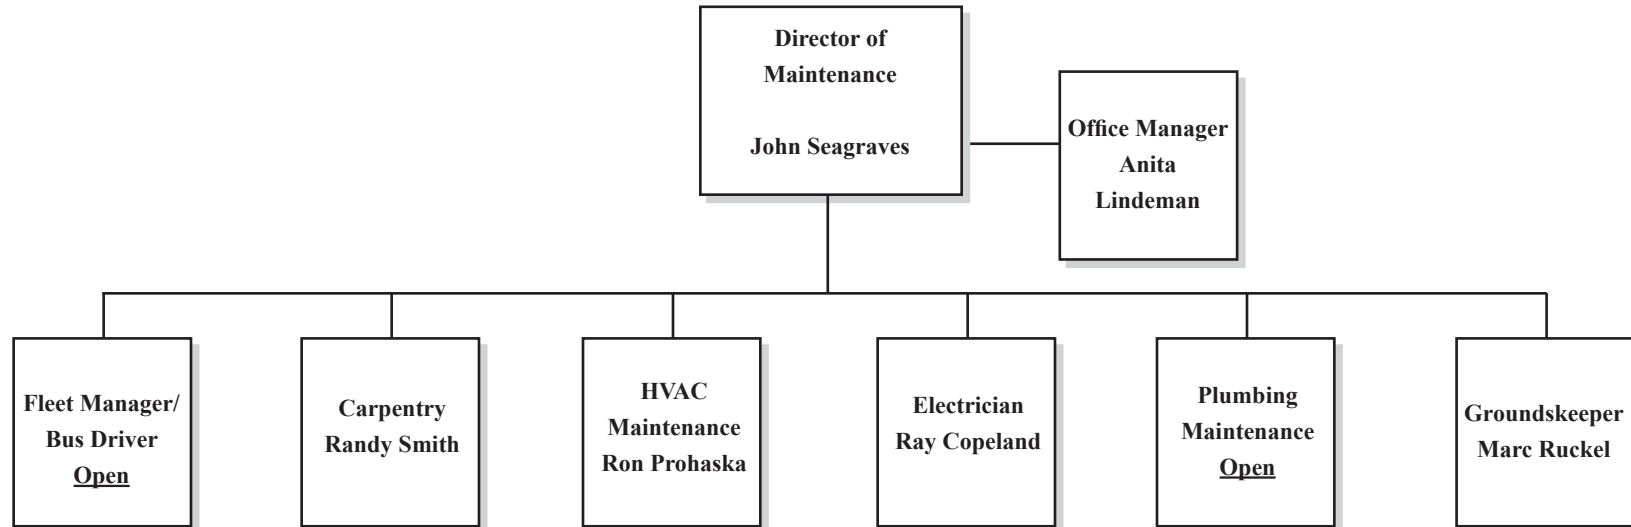 Director of
Maintenance
John Seagraves
Office Manager
Anita
Lindeman
Fleet Manager/
Bus Driver
Open
Carpentry
Randy Smith
HVAC
Maintenance
Ron Prohaska
Electrician
Ray Copeland
Plumbing
Maintenance
Open
Groundskeeper
Marc Ruckel